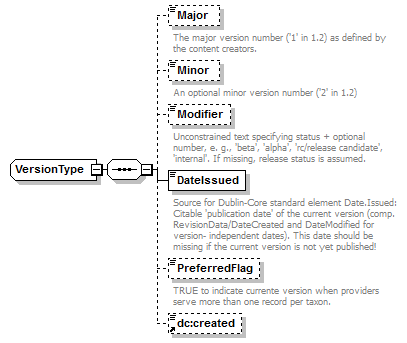 Major
The major version number ('1' in 1.2) as defined by
the content creators.
Minor
An optional minor version number ('2' in 1.2)
Modifier
Unconstrained text specifying status + optional
number, e. g., 'beta', 'alpha', 'rc/release candidate',
'internal'. If missing, release status is assumed.
VersionType
DateIssued
Source for Dublin-Core standard element Date.Issued:
Citable 'publication date' of the current version (comp.
RevisionData/DateCreated and DateModified for
version- independent dates). This date should be
missing if the current version is not yet published!
PreferredFlag
TRUE to indicate currente version when providers
serve more than one record per taxon.
dc:created